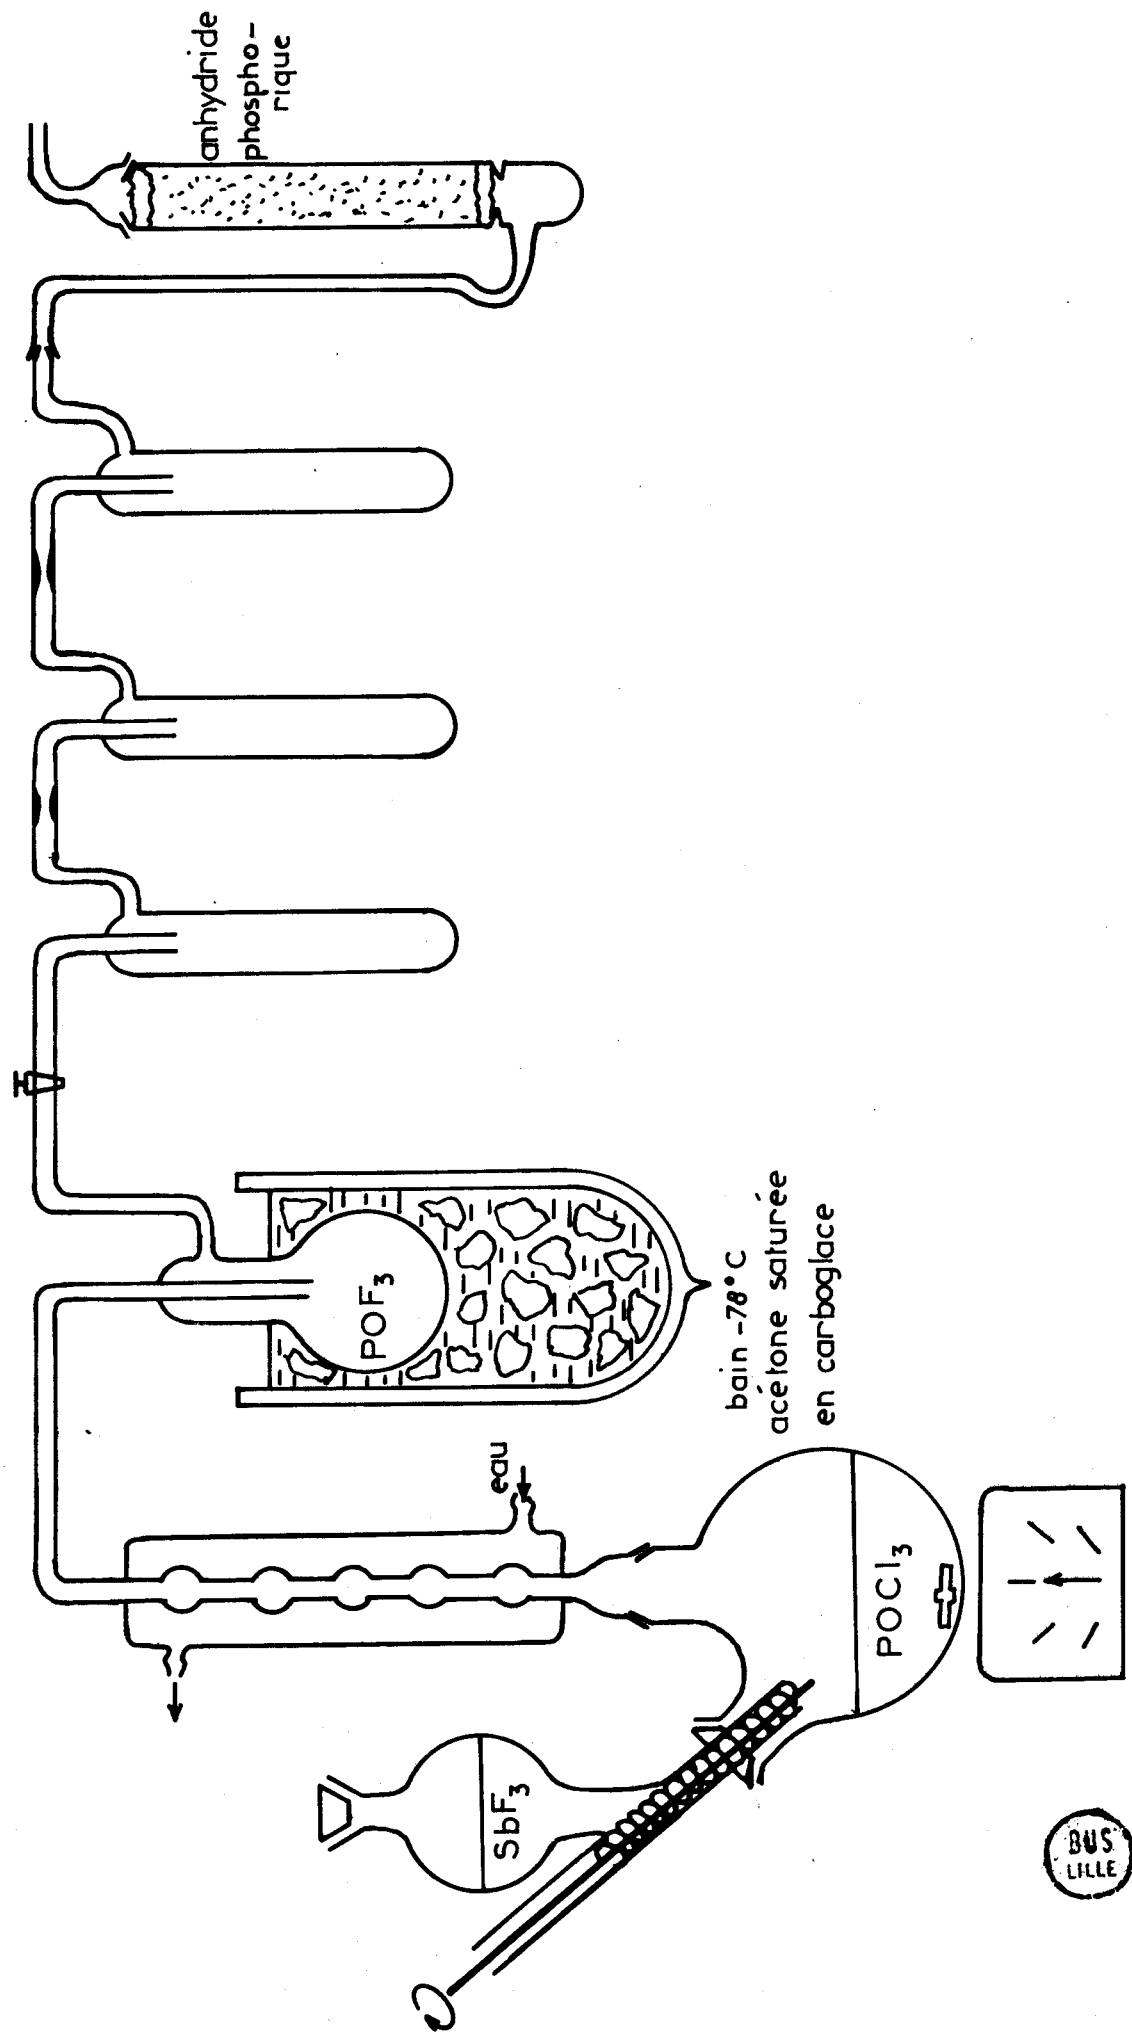 anhydride
phospho-
rique
eau
SbF₃
POCl₃
POF₃
bain -78°C
acétone saturée
en carboglace
BUS
LILLE